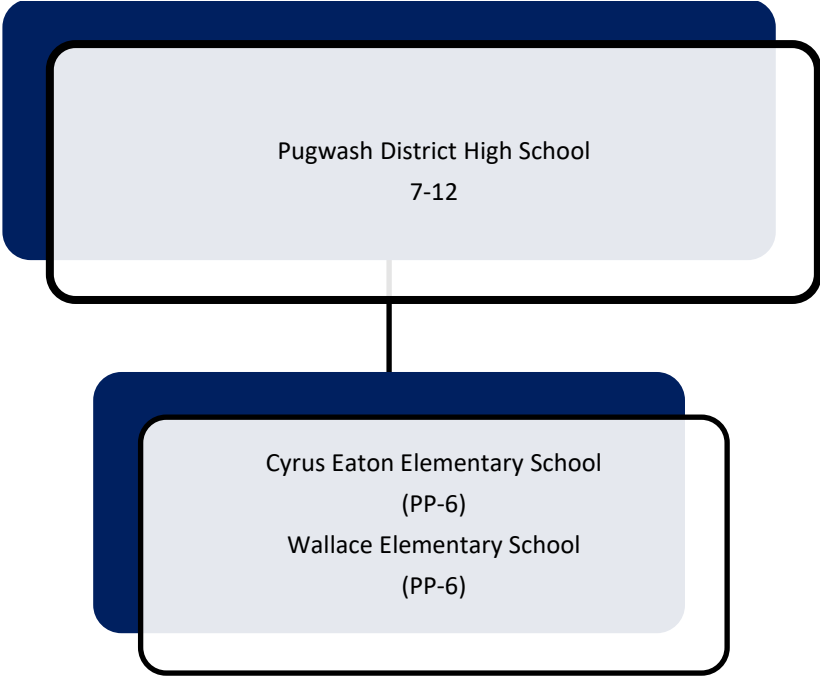 Pugwash District High School
7-12
Cyrus Eaton Elementary School
(PP-6)
Wallace Elementary School
(PP-6)